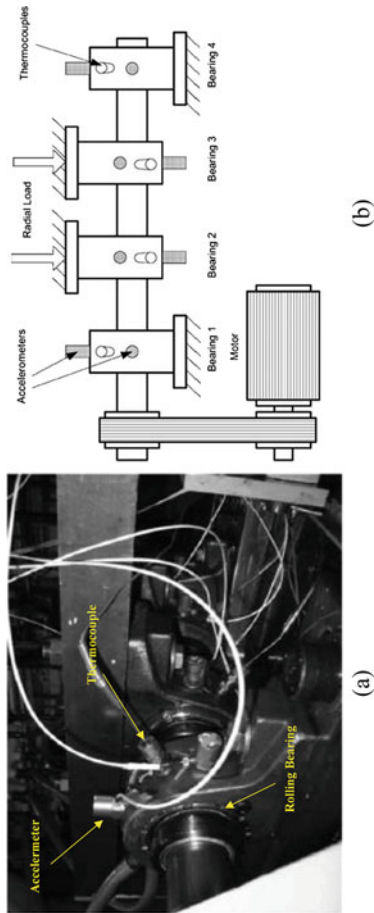 Accelermeter
Thermocouple
Rolling Bearing
(a)
Accelerometers
Radial Load
Thermocouples
Bearing 1
Bearing 2
Bearing 3
Bearing 4
Motor
(b)